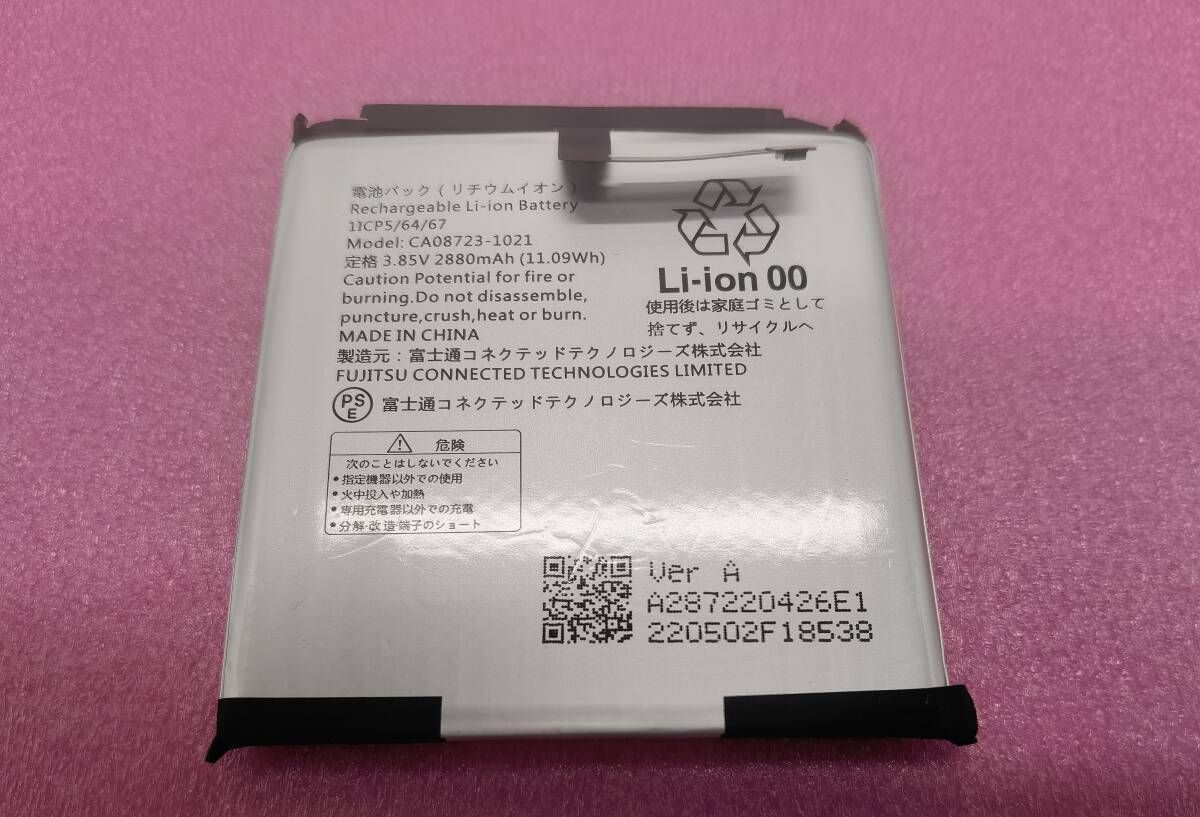 電池パック（リチウムイオン）
Rechargeable Li-ion Battery
1ICP5/64/67
Model: CA08723-1021
定格 3.85V 2880mAh (11.09Wh)
Caution Potential for fire or
burning.Do not disassemble,
puncture,crush,heat or burn.
MADE IN CHINA
製造元：富士通コネクテッドテクノロジーズ株式会社
FUJITSU CONNECTED TECHNOLOGIES LIMITED
PS
E
富士通コネクテッドテクノロジーズ株式会社
Li-ion 00
使用後は家庭ゴミとして
捨てず、リサイクルへ
危険
次のことはしないでください
•指定機器以外での使用
•火中投入や加熱
•専用充電器以外での充電
•分解·改造·端子のショート
Ver A
A287220426E1
220502F18538